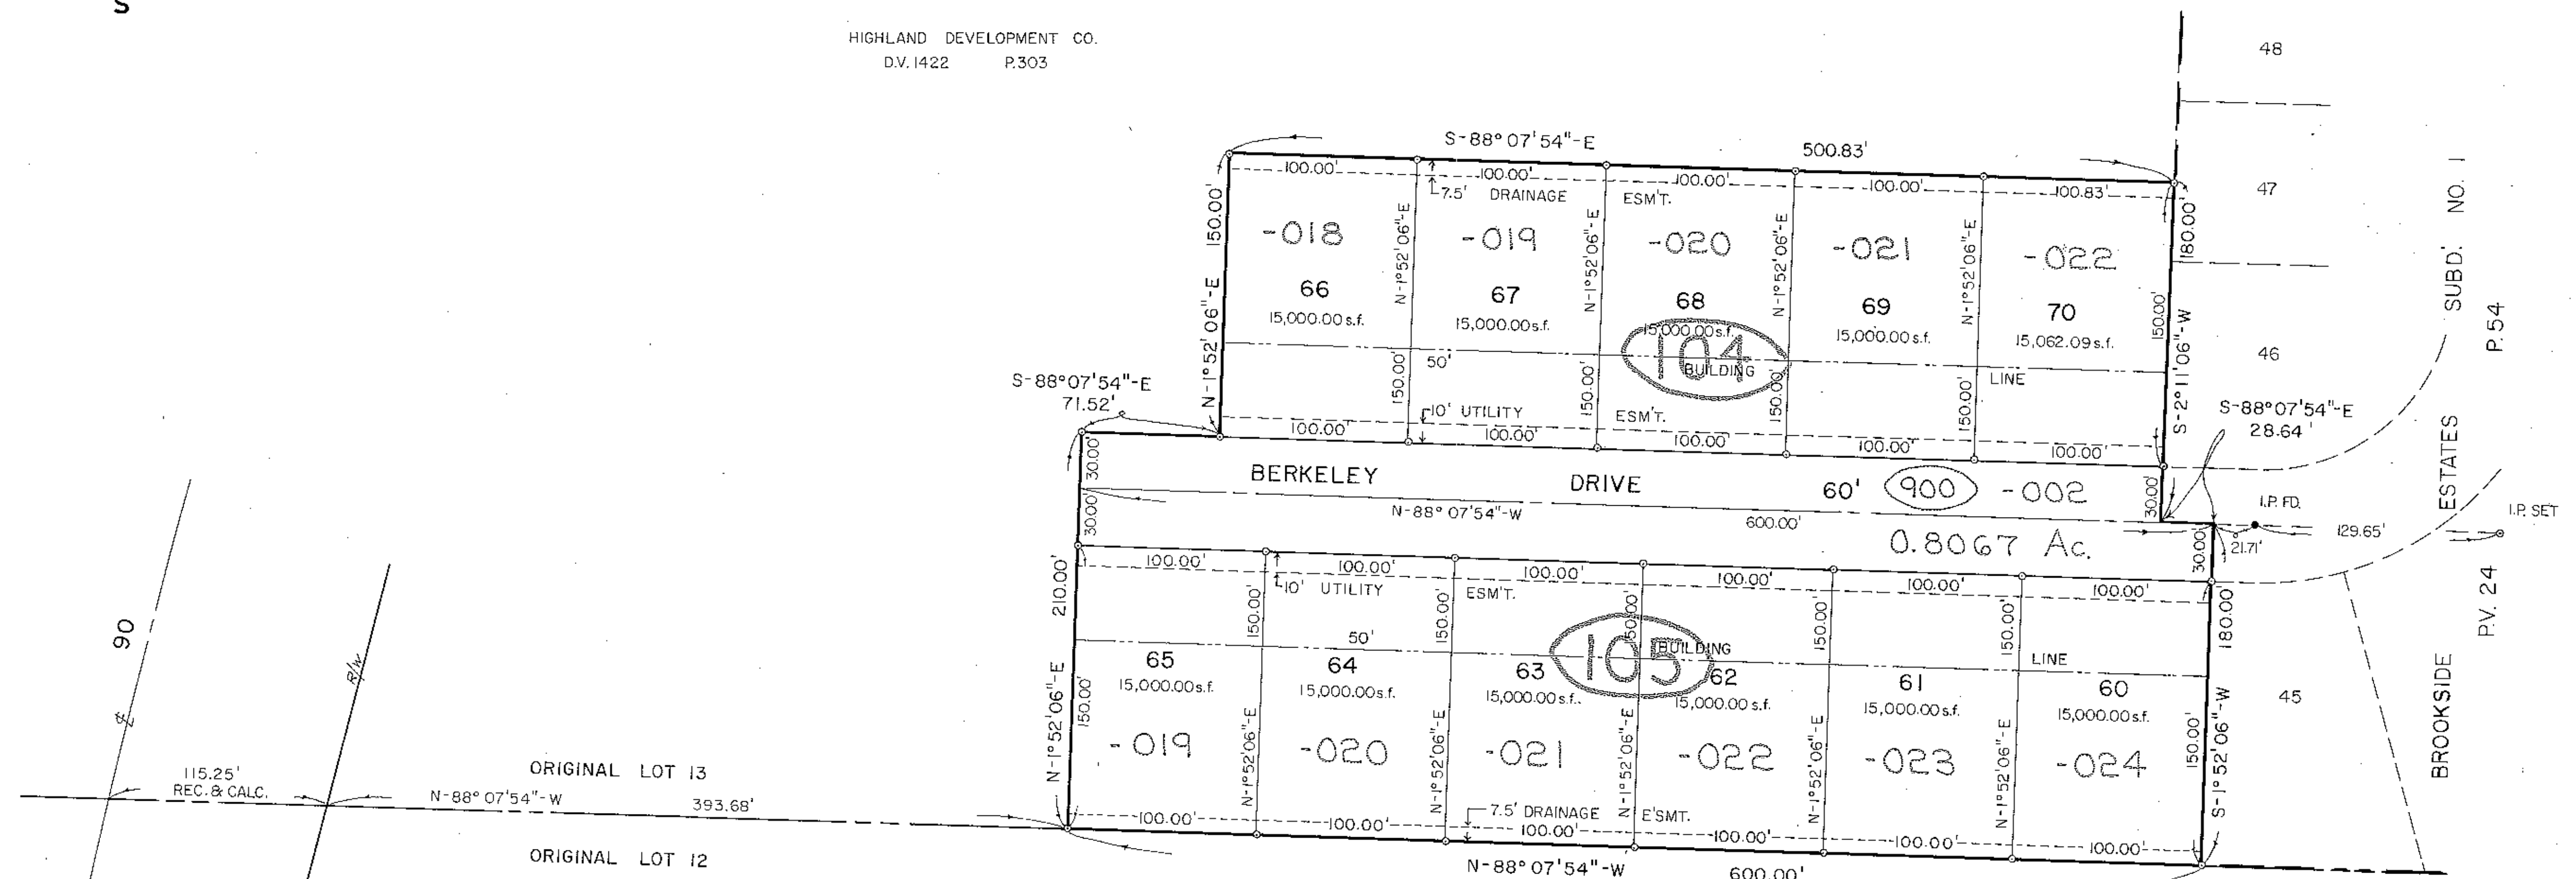 S
HIGHLAND DEVELOPMENT CO.
D.V. 1422 P.303
48
S-88°07'54"-E 500.83'
100.00' 100.00' 100.00' 100.00' 100.83'
7.5' DRAINAGE ESM'T.
47
150.00'
N-1°52'06"-E
N-1°52'06"-E
N-1°52'06"-E
N-1°52'06"-E
N-1°52'06"-E
180.00'
150.00'
S-2°11'06"-W
-018 -019 -020 -021 -022
66 67 68 69 70
15,000.00 s.f. 15,000.00 s.f. 15,000.00 s.f. 15,000.00 s.f. 15,062.09 s.f.
104
50' BUILDING LINE
46
150.00' 150.00' 150.00' 150.00'
10' UTILITY ESM'T.
100.00' 100.00' 100.00' 100.00' 100.00'
S-88°07'54"-E
71.52'
S-88°07'54"-E
28.64'
30.00'
30.00'
BERKELEY DRIVE 60' 900 -002
30.00'
N-88°07'54"-W 600.00'
0.8067 Ac.
30.00'
I.P. FD.
21.71'
129.65'
I.P. SET
100.00' 100.00' 100.00' 100.00' 100.00' 100.00'
10' UTILITY ESM'T.
210.00'
150.00' 150.00' 150.00' 150.00' 150.00'
180.00'
50' BUILDING LINE
105
65 64 63 62 61 60
15,000.00 s.f. 15,000.00 s.f. 15,000.00 s.f. 15,000.00 s.f. 15,000.00 s.f. 15,000.00 s.f.
45
N-1°52'06"-E
150.00'
-019 -020 -021 -022 -023 -024
N-1°52'06"-E
N-1°52'06"-E
N-1°52'06"-E
N-1°52'06"-E
N-1°52'06"-E
150.00'
S-1°52'06"-W
7.5' DRAINAGE E'SMT.
100.00' 100.00' 100.00' 100.00' 100.00' 100.00'
N-88°07'54"-W 600.00'
BROOKSIDE ESTATES SUBD. NO. 1
P.V. 24 P.54
90
R/W
115.25'
REC. & CALC.
N-88°07'54"-W 393.68'
ORIGINAL LOT 13
ORIGINAL LOT 12